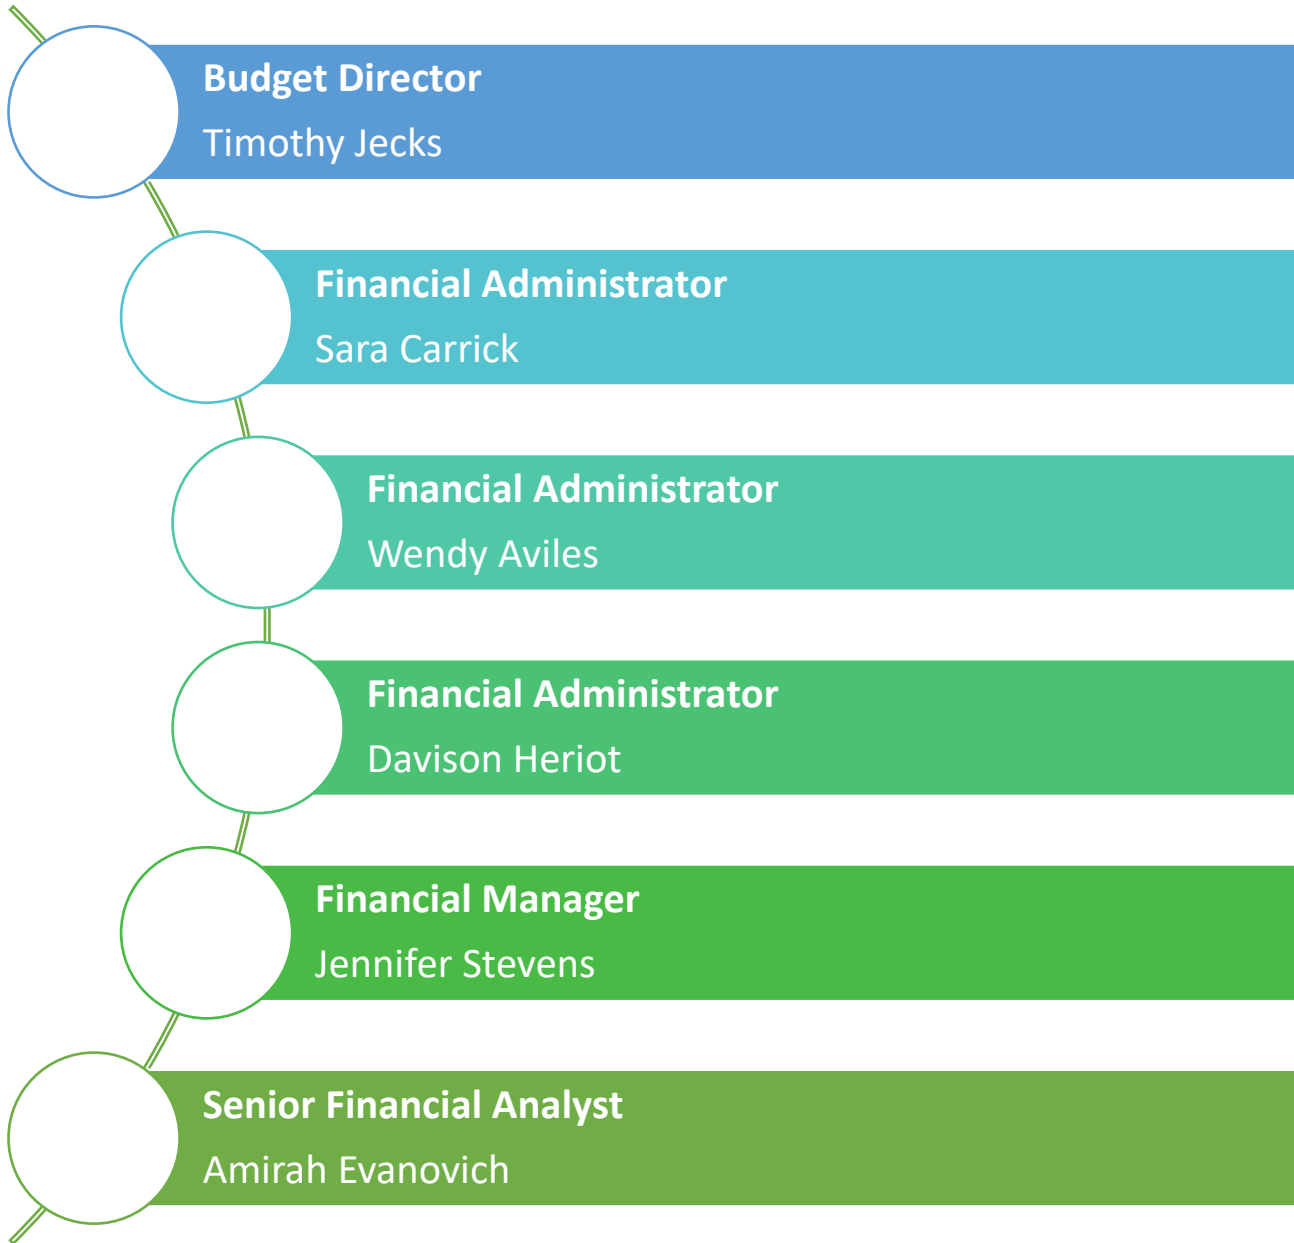 Budget Director
Timothy Jecks
Financial Administrator
Sara Carrick
Financial Administrator
Wendy Aviles
Financial Administrator
Davison Heriot
Financial Manager
Jennifer Stevens
Senior Financial Analyst
Amirah Evanovich